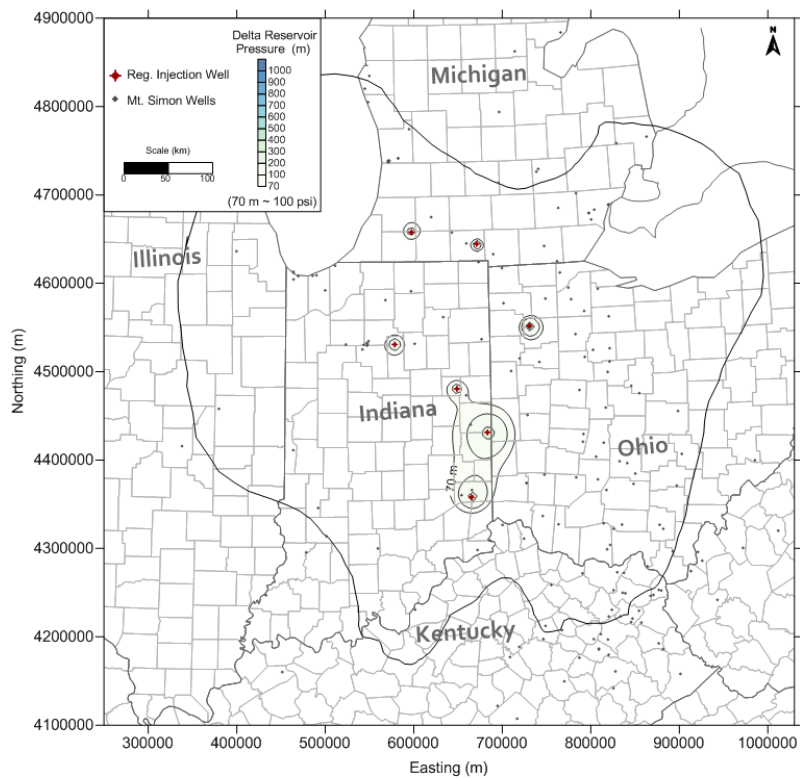 4900000
4800000
4700000
4600000
4500000
4400000
4300000
4200000
4100000
Northing (m)
Reg. Injection Well
Mt. Simon Wells
Scale (km)
0 50 100
Delta Reservoir
Pressure (m)
1000
900
800
700
600
500
400
300
200
100
70
(70 m ~ 100 psi)
N
Michigan
Illinois
Indiana
Ohio
70 m
Kentucky
300000 400000 500000 600000 700000 800000 900000 1000000
Easting (m)